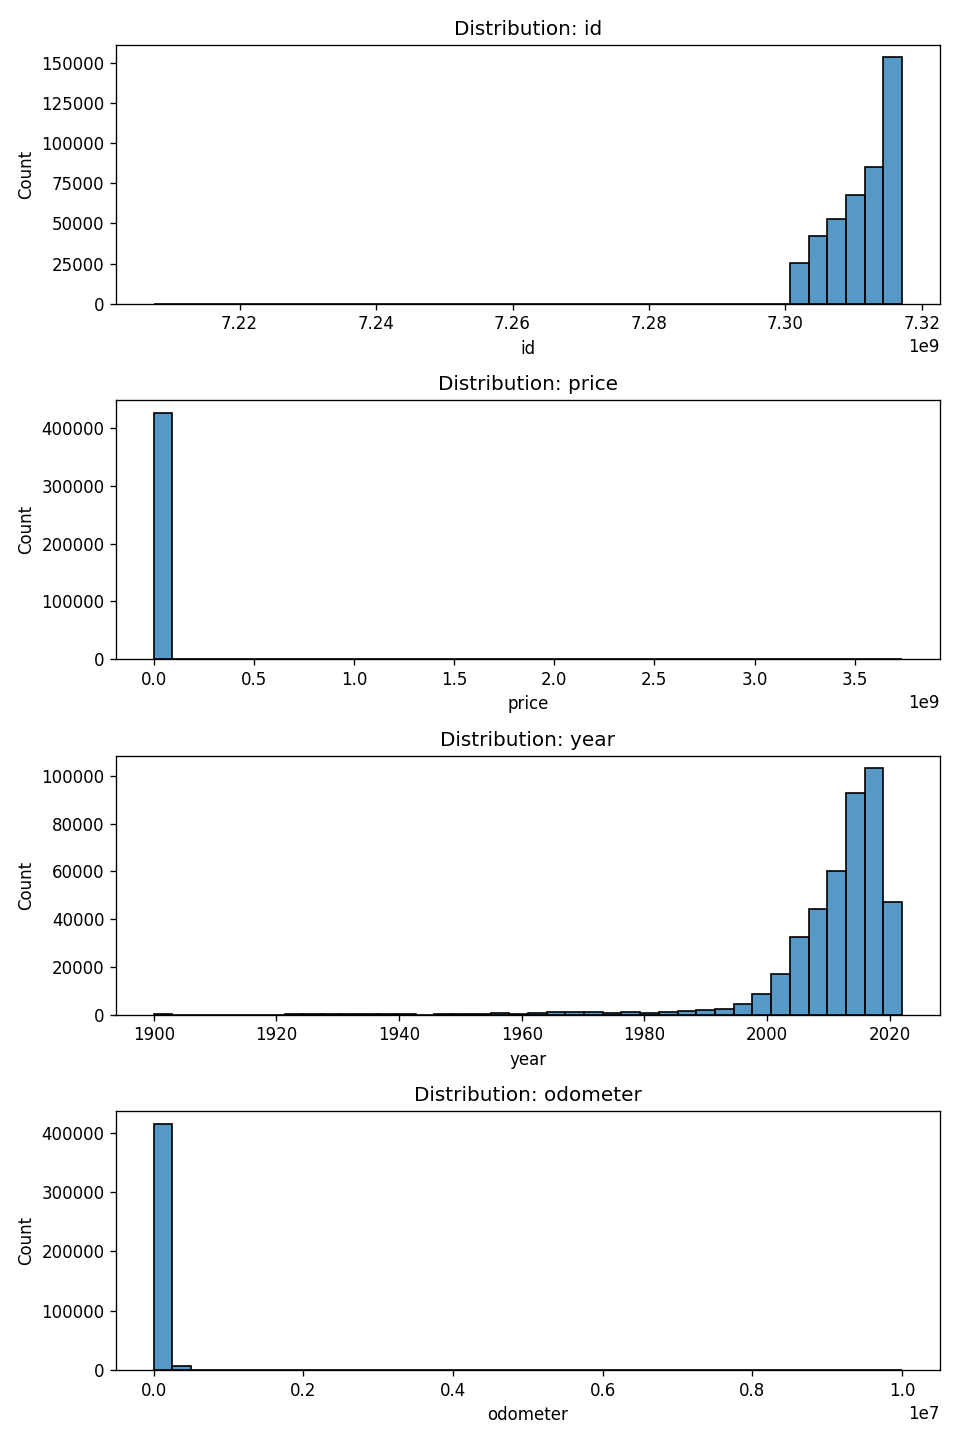 Distribution: id
150000
125000
100000
75000
50000
25000
0
Count
7.22 7.24 7.26 7.28 7.30 7.32
id
1e9
Distribution: price
400000
300000
200000
100000
0
Count
0.0 0.5 1.0 1.5 2.0 2.5 3.0 3.5
price
1e9
Distribution: year
100000
80000
60000
40000
20000
0
Count
1900 1920 1940 1960 1980 2000 2020
year
Distribution: odometer
400000
300000
200000
100000
0
Count
0.0 0.2 0.4 0.6 0.8 1.0
odometer
1e7